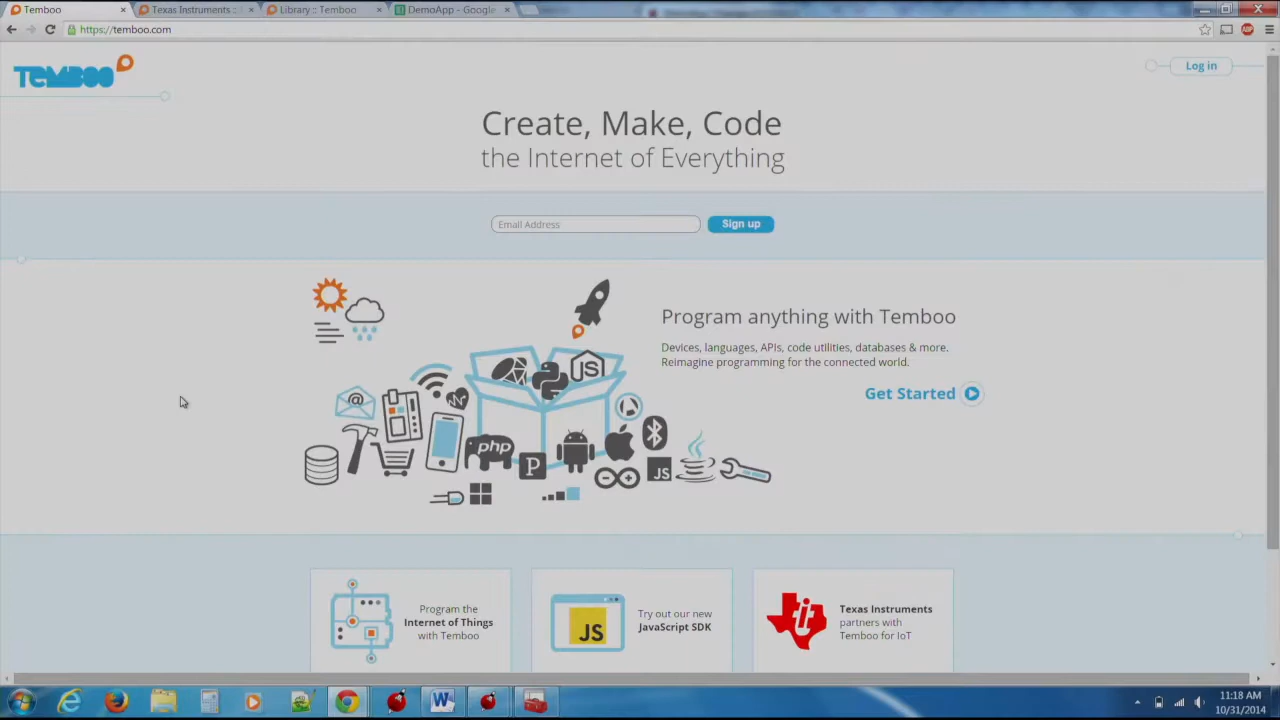 Temboo
Texas Instruments ::
Library :: Temboo
DemoApp - Google
https://temboo.com
TEMBOO
Log in
Create, Make, Code
the Internet of Everything
Email Address
Sign up
Program anything with Temboo
Devices, languages, APIs, code utilities, databases & more.
Reimagine programming for the connected world.
Get Started
@
JS
php
P
JS
Program the
Internet of Things
with Temboo
JS
Try out our new
JavaScript SDK
Texas Instruments
partners with
Temboo for IoT
11:18 AM
10/31/2014